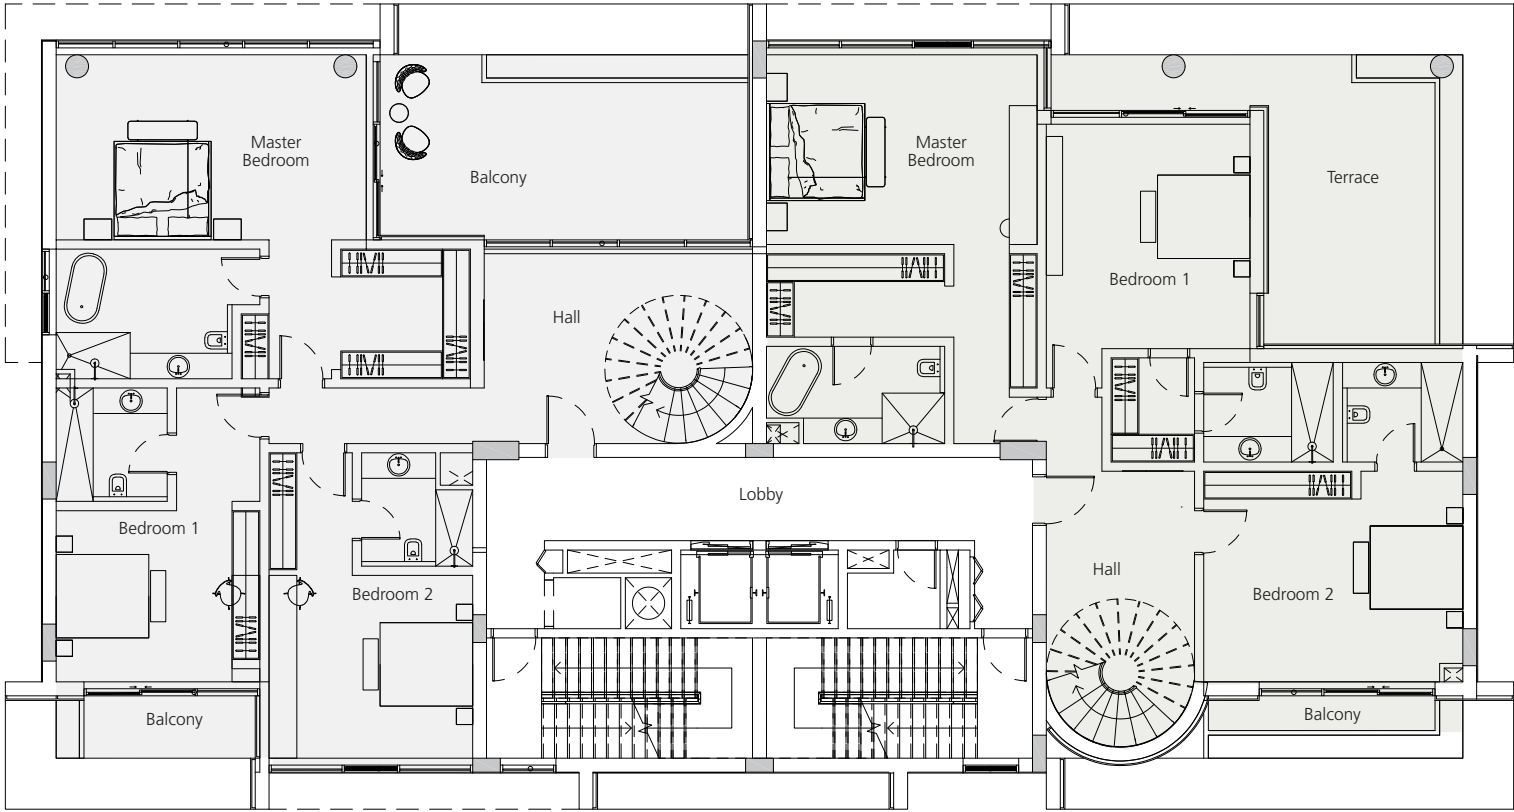 Master
Bedroom
Balcony
Hall
Bedroom 1
Bedroom 2
Balcony
Lobby
Master
Bedroom
Bedroom 1
Terrace
Hall
Bedroom 2
Balcony